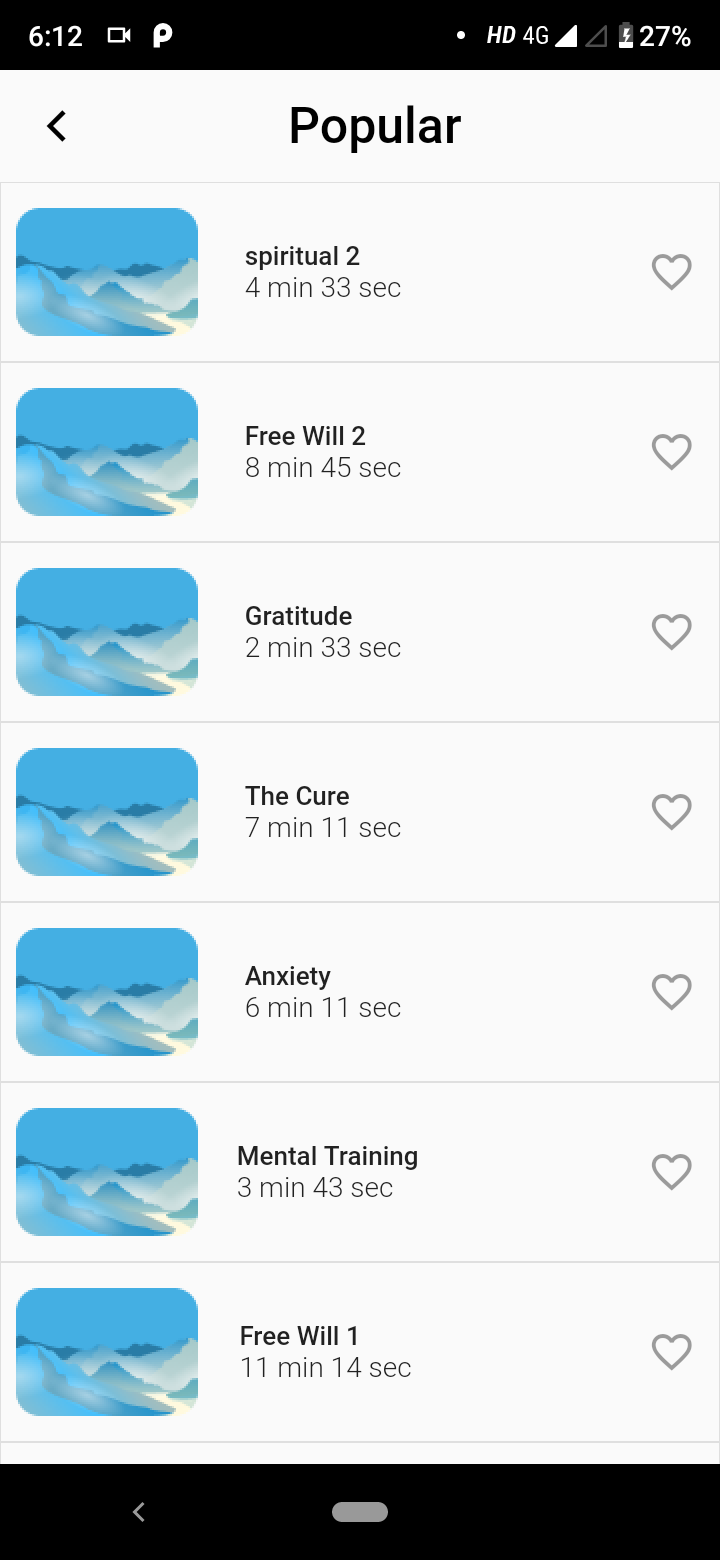 6:12
HD 4G 27%
Popular
spiritual 2
4 min 33 sec
Free Will 2
8 min 45 sec
Gratitude
2 min 33 sec
The Cure
7 min 11 sec
Anxiety
6 min 11 sec
Mental Training
3 min 43 sec
Free Will 1
11 min 14 sec